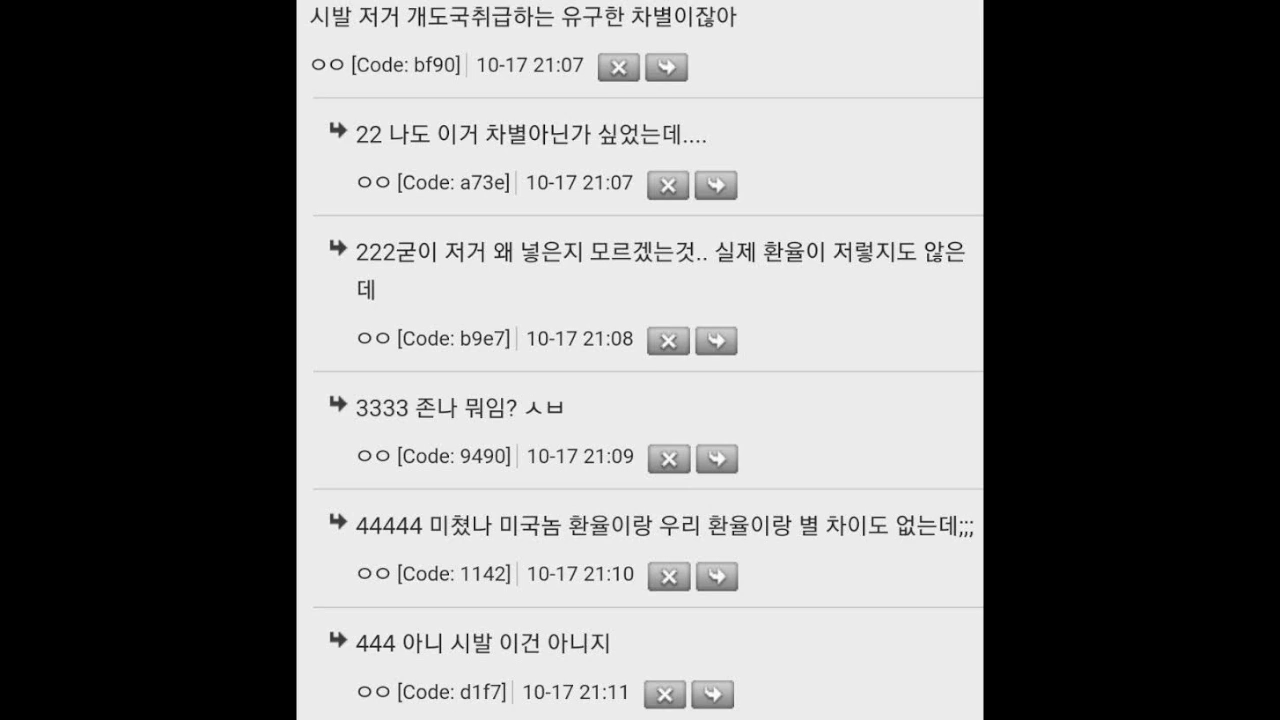 시발 저거 개도국취급하는 유구한 차별이잖아
ㅇㅇ [Code: bf90] 10-17 21:07
22 나도 이거 차별아닌가 싶었는데....
ㅇㅇ [Code: a73e] 10-17 21:07
222굳이 저거 왜 넣은지 모르겠는것.. 실제 환율이 저렇지도 않은
데
ㅇㅇ [Code: b9e7] 10-17 21:08
3333 존나 뭐임? ㅅㅂ
ㅇㅇ [Code: 9490] 10-17 21:09
44444 미쳤나 미국놈 환율이랑 우리 환율이랑 별 차이도 없는데;;;
ㅇㅇ [Code: 1142] 10-17 21:10
444 아니 시발 이건 아니지
ㅇㅇ [Code: d1f7] 10-17 21:11